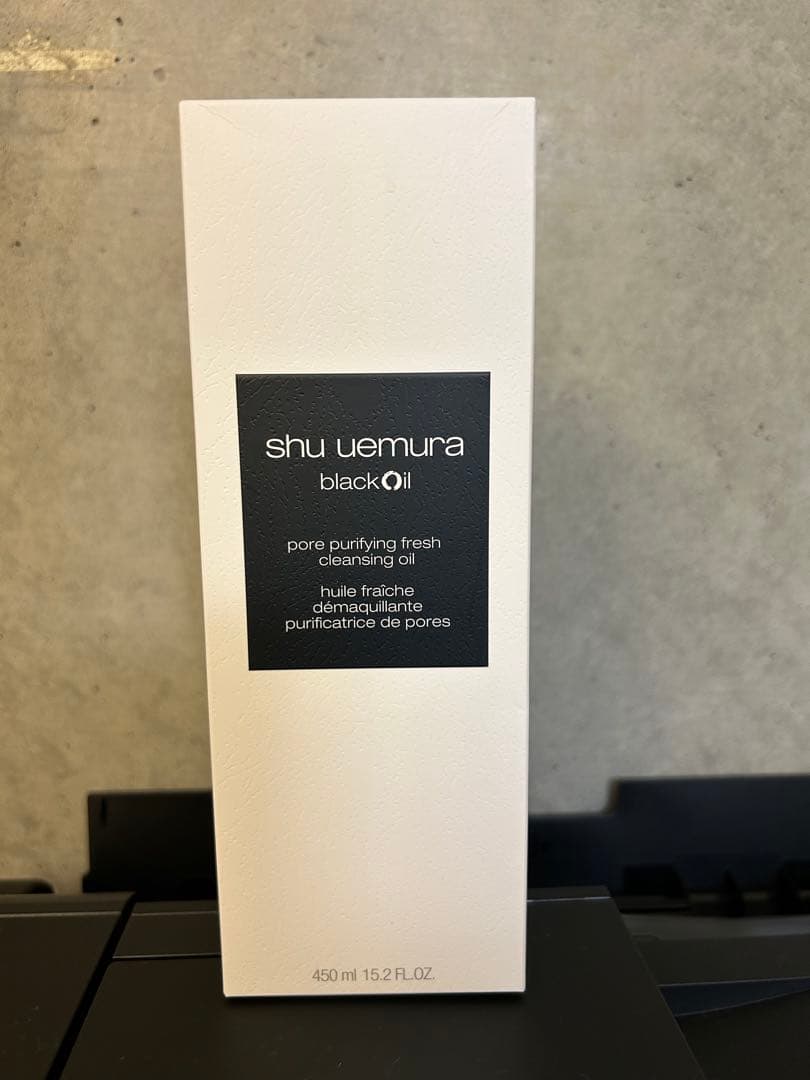 shu uemura
blackOil
pore purifying fresh
cleansing oil
huile fraîche
démaquillante
purificatrice de pores
450 ml 15.2 FL.OZ.